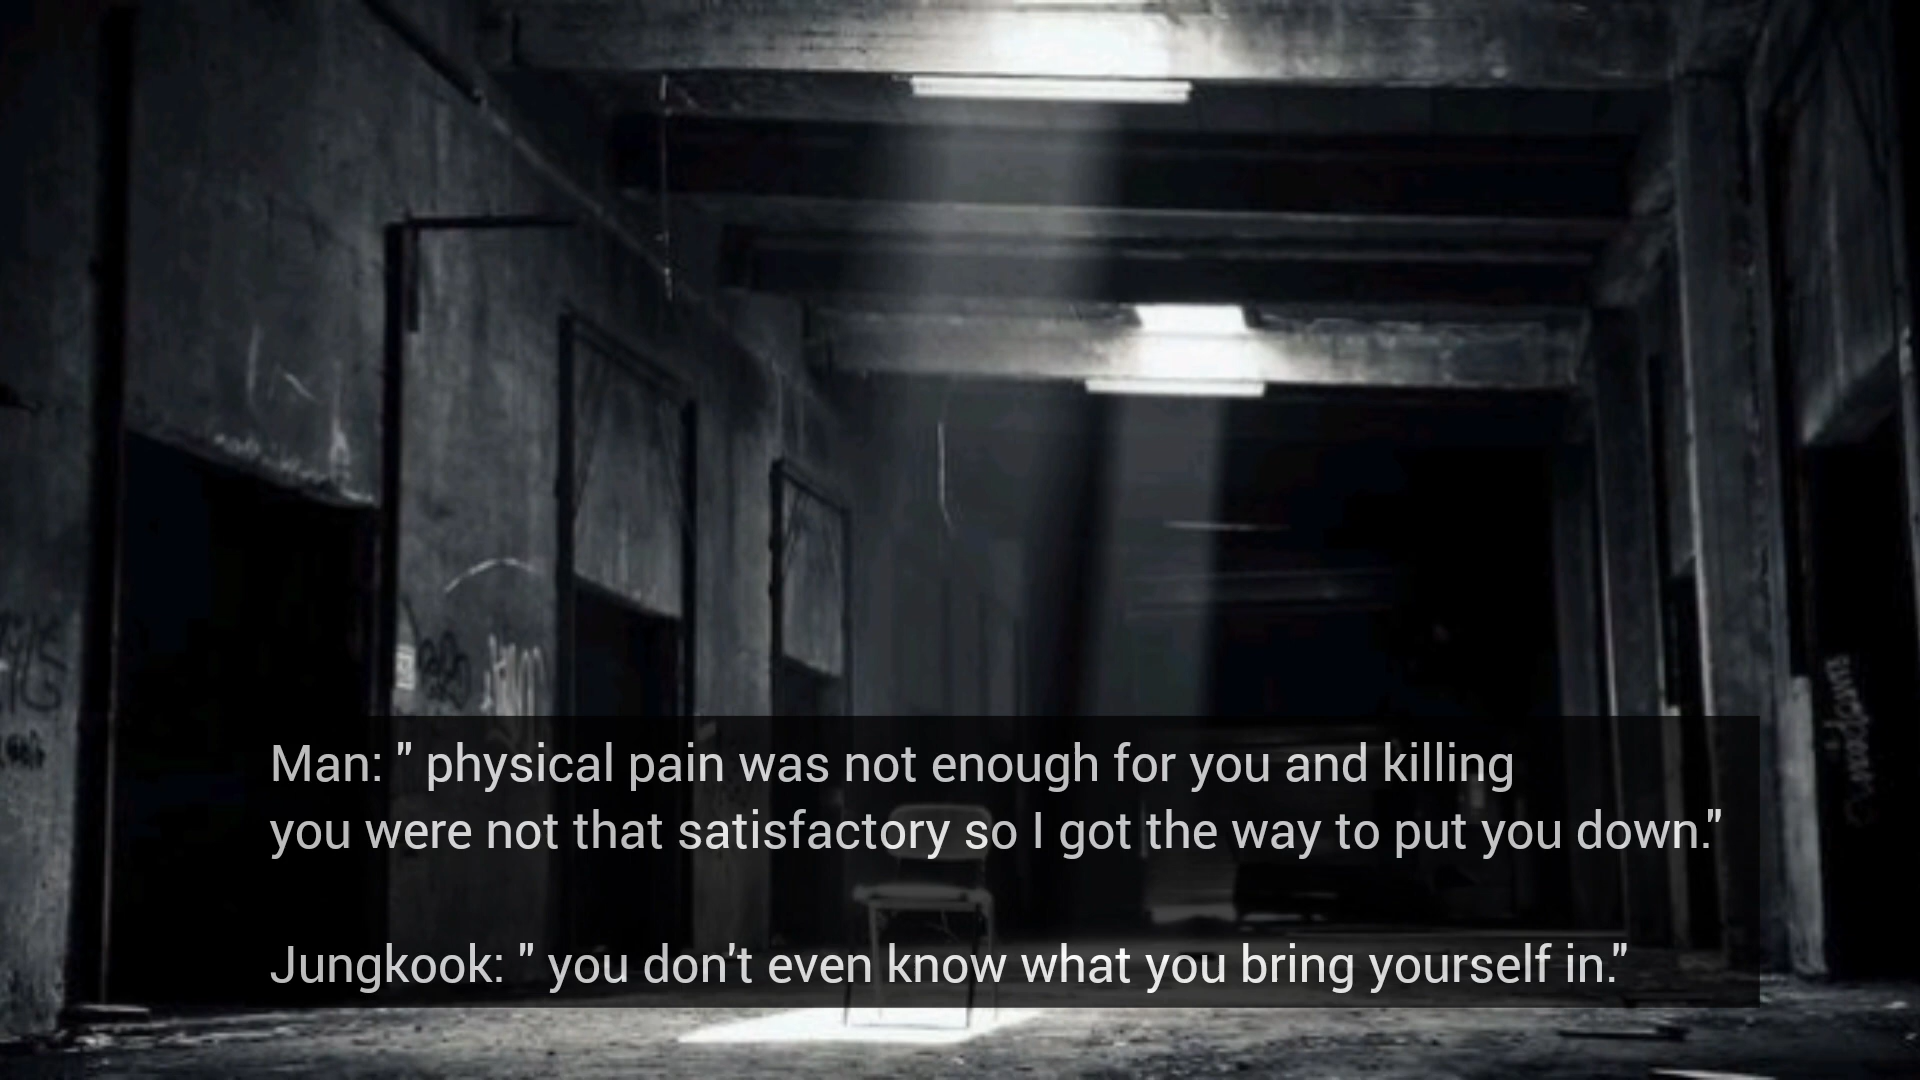 Man: " physical pain was not enough for you and killing
you were not that satisfactory so I got the way to put you down."
Jungkook: " you don't even know what you bring yourself in."